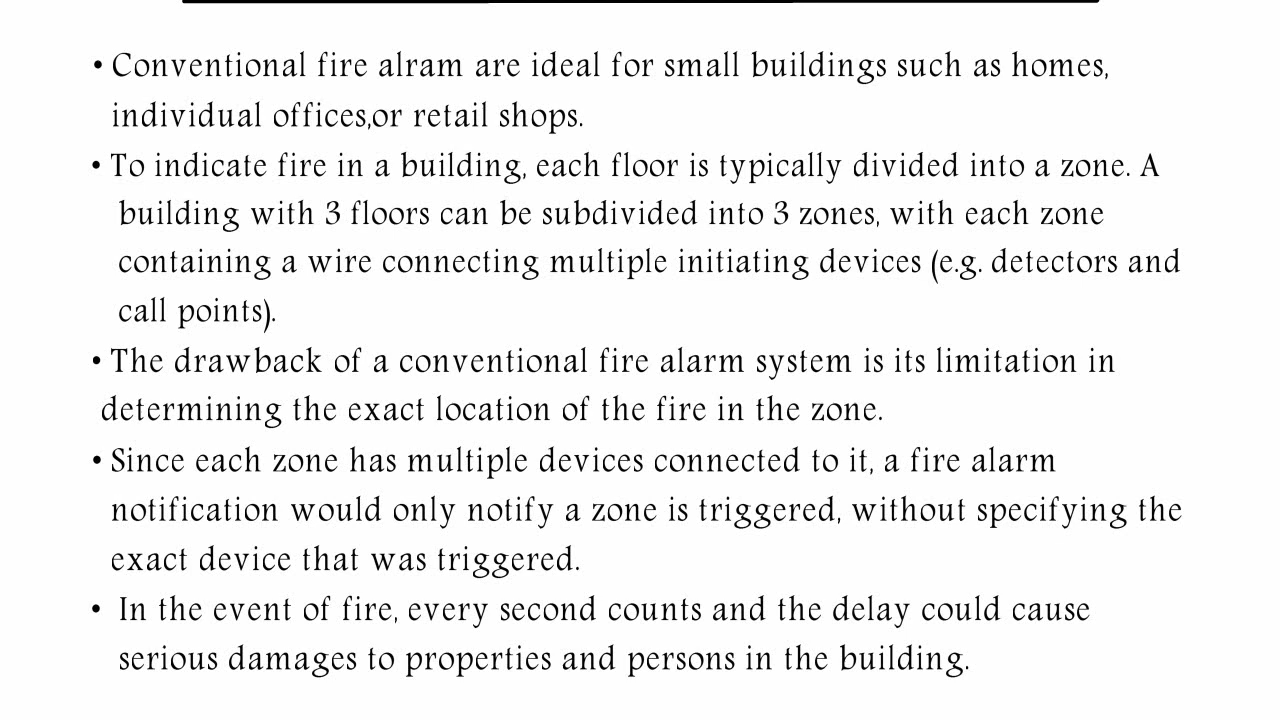 • Conventional fire alram are ideal for small buildings such as homes,
individual offices,or retail shops.
• To indicate fire in a building, each floor is typically divided into a zone. A
building with 3 floors can be subdivided into 3 zones, with each zone
containing a wire connecting multiple initiating devices (e.g. detectors and
call points).
• The drawback of a conventional fire alarm system is its limitation in
determining the exact location of the fire in the zone.
• Since each zone has multiple devices connected to it, a fire alarm
notification would only notify a zone is triggered, without specifying the
exact device that was triggered.
• In the event of fire, every second counts and the delay could cause
serious damages to properties and persons in the building.